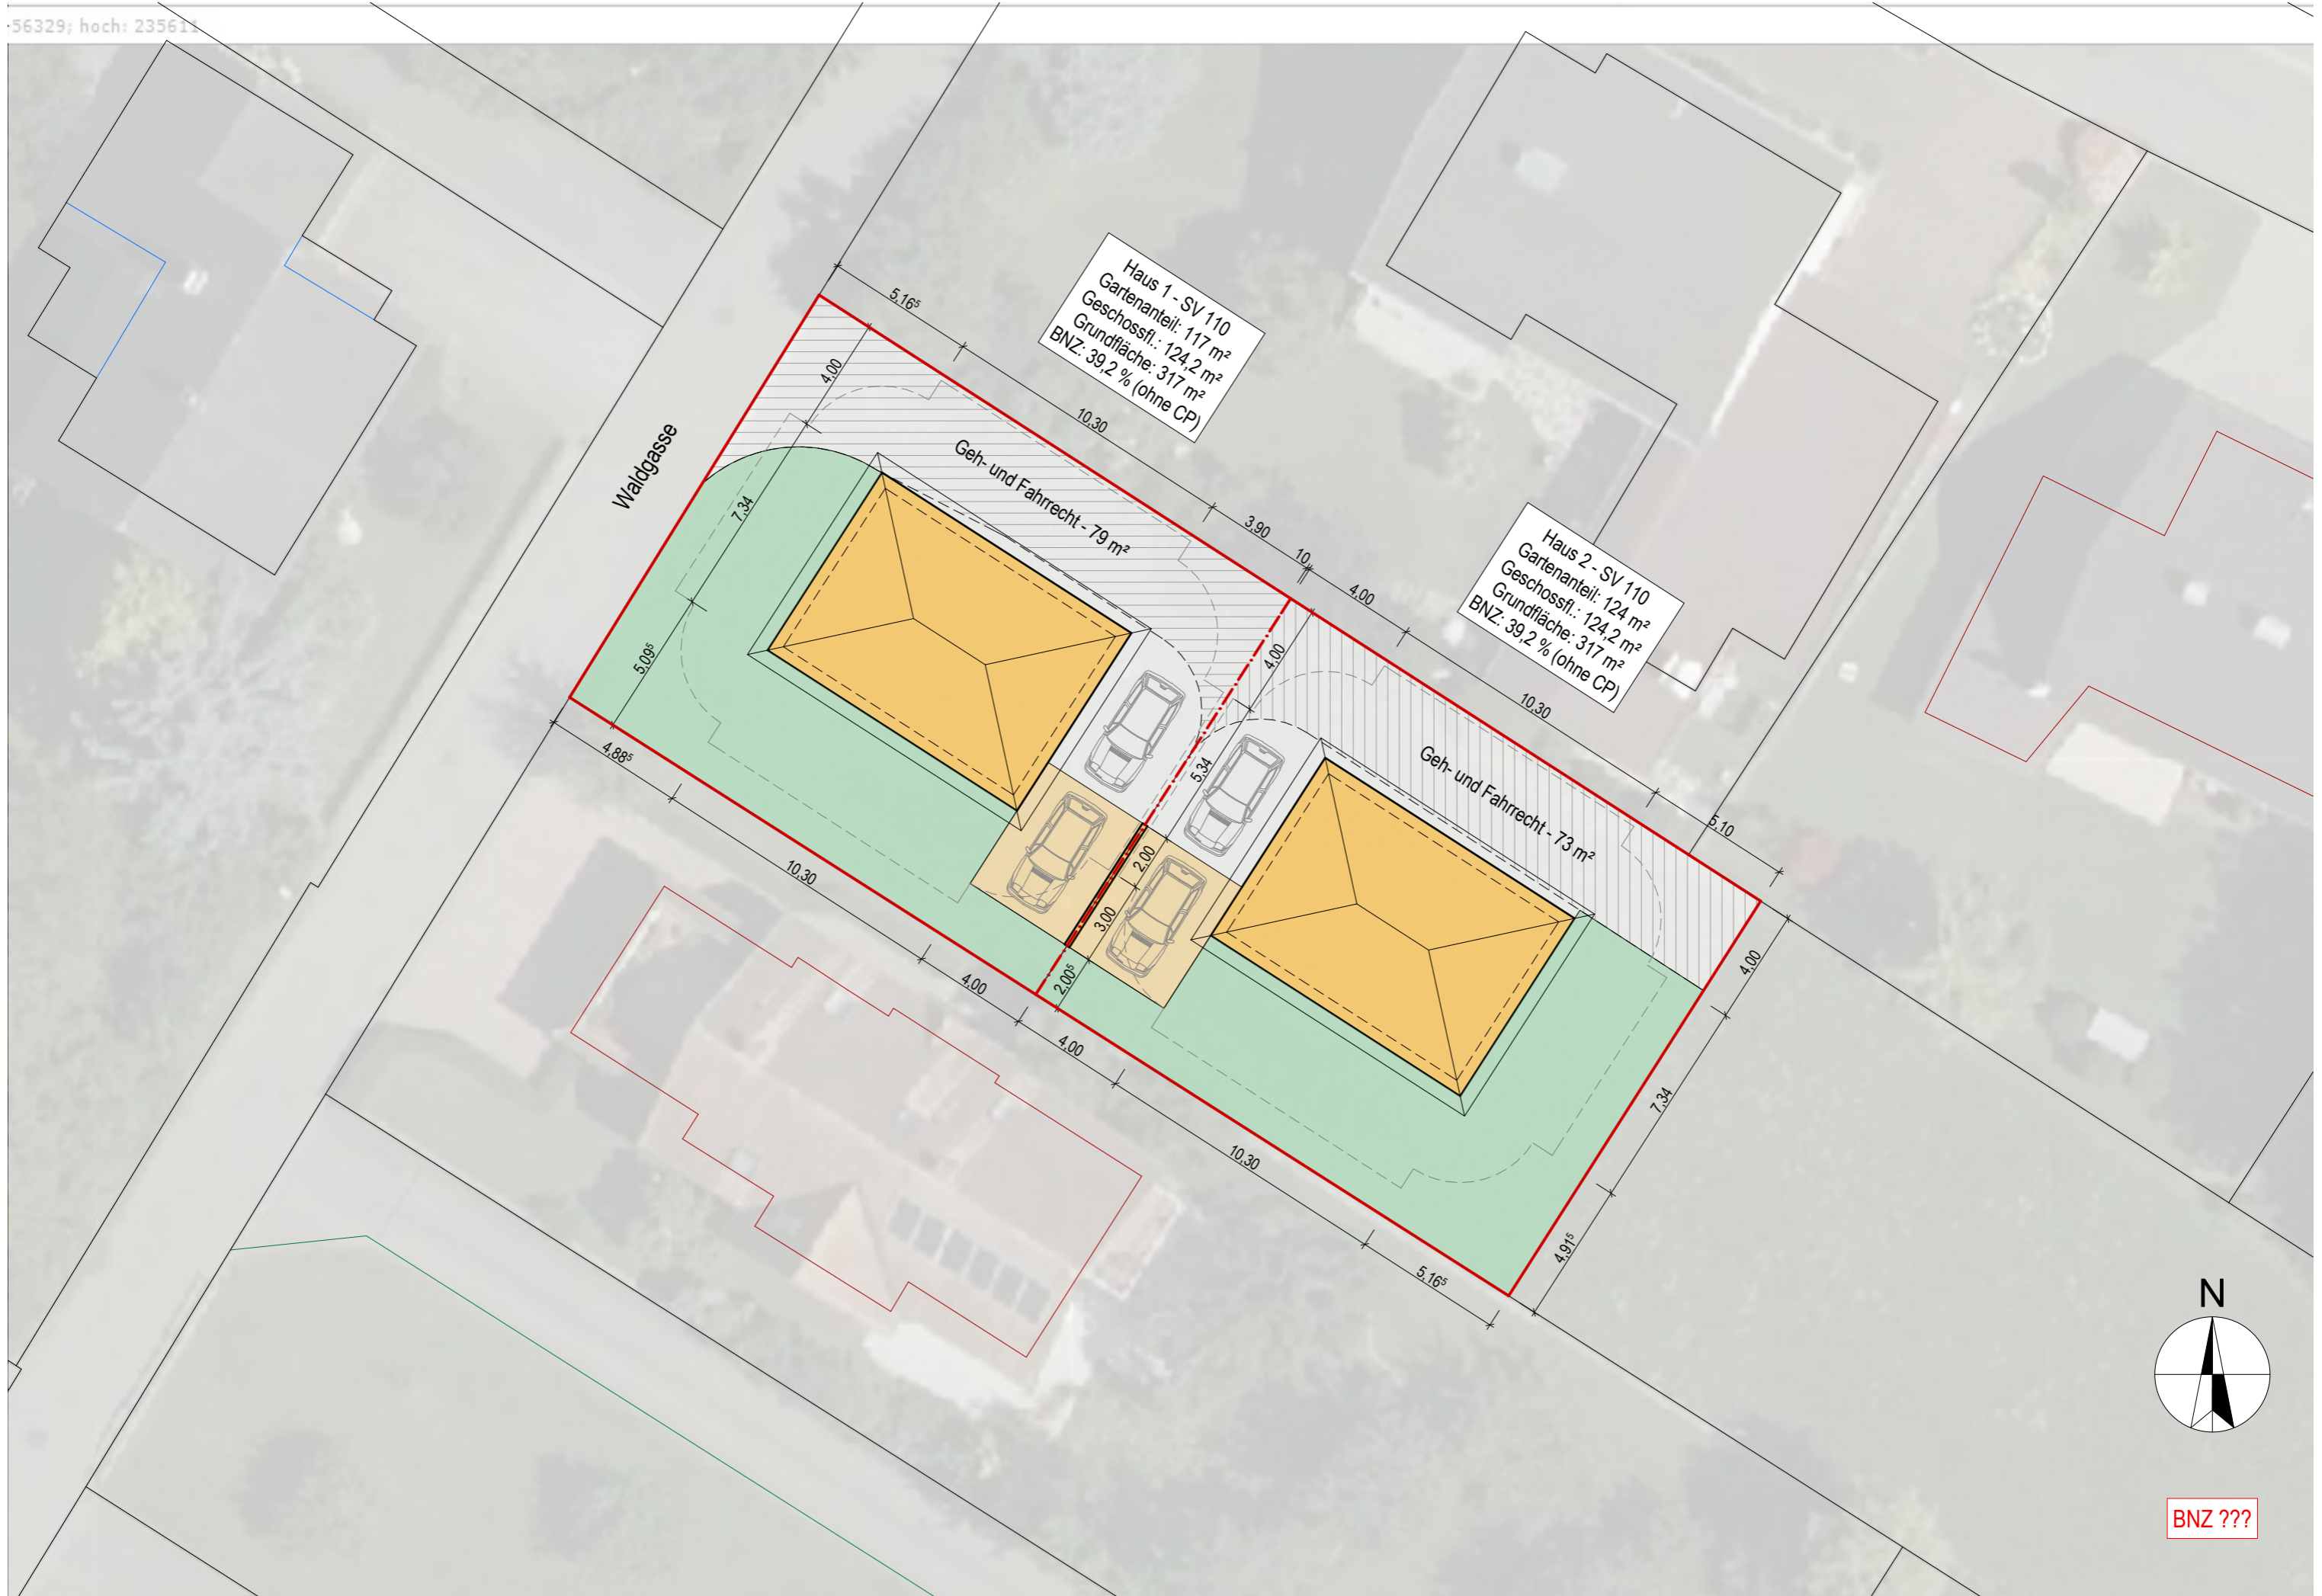 56329; hoch: 235611
Waldgasse
Haus 1 - SV 110
Gartenanteil: 117 m²
Geschossfl.: 124,2 m²
Grundfläche: 317 m²
BNZ: 39,2 % (ohne CP)
Haus 2 - SV 110
Gartenanteil: 124 m²
Geschossfl.: 124,2 m²
Grundfläche: 317 m²
BNZ: 39,2 % (ohne CP)
Geh- und Fahrrecht - 79 m²
Geh- und Fahrrecht - 73 m²
5,16⁵
10,30
3,90
10
4,00
10,30
5,10
4,00
7,34
5,09⁵
4,00
5,34
2,00
3,00
2,00⁵
4,88⁵
10,30
4,00
4,00
10,30
5,16⁵
4,00
7,34
4,91⁵
N
BNZ ???